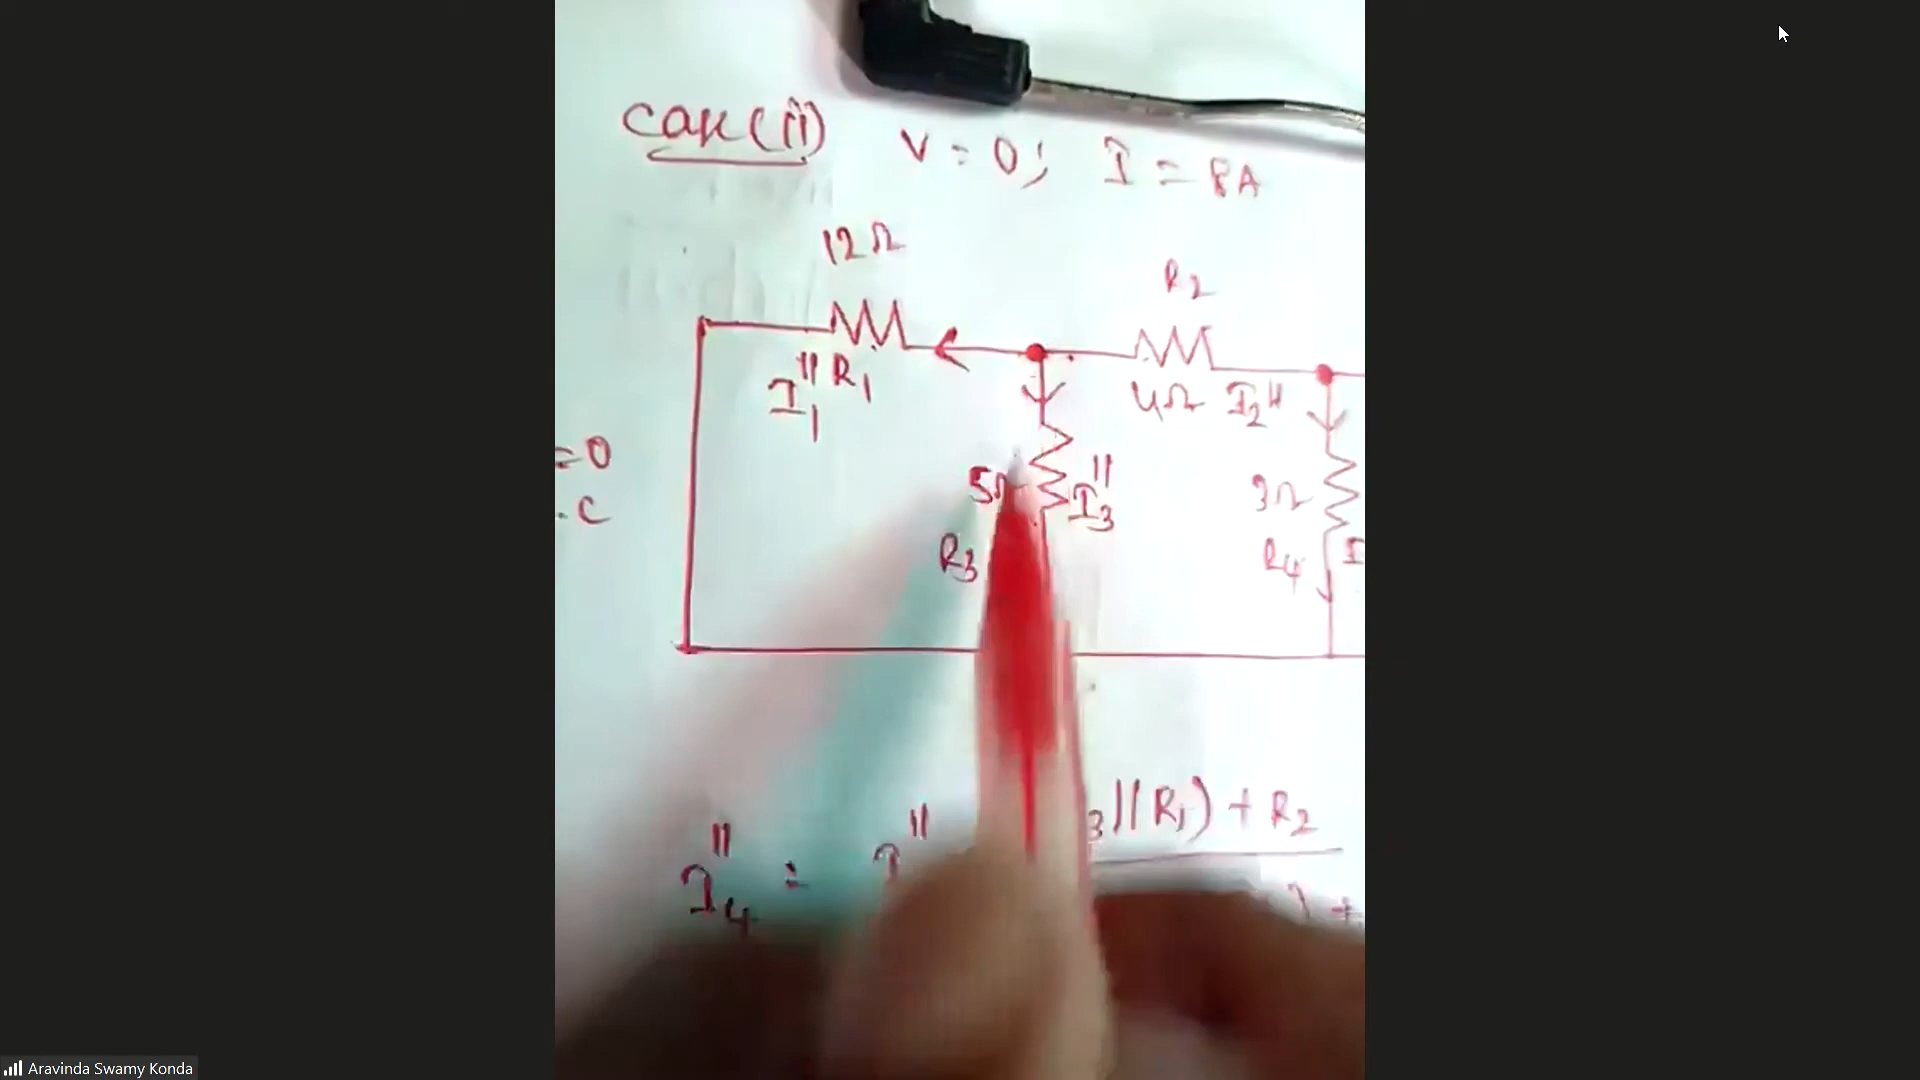 case (ii) V = 0; I = 8A
12Ω
R2
I1" R1
4Ω I2"
= 0
.C
5Ω I3"
3Ω
R3
R4 I
3 || R1) + R2
I4" = I"
) +
Aravinda Swamy Konda